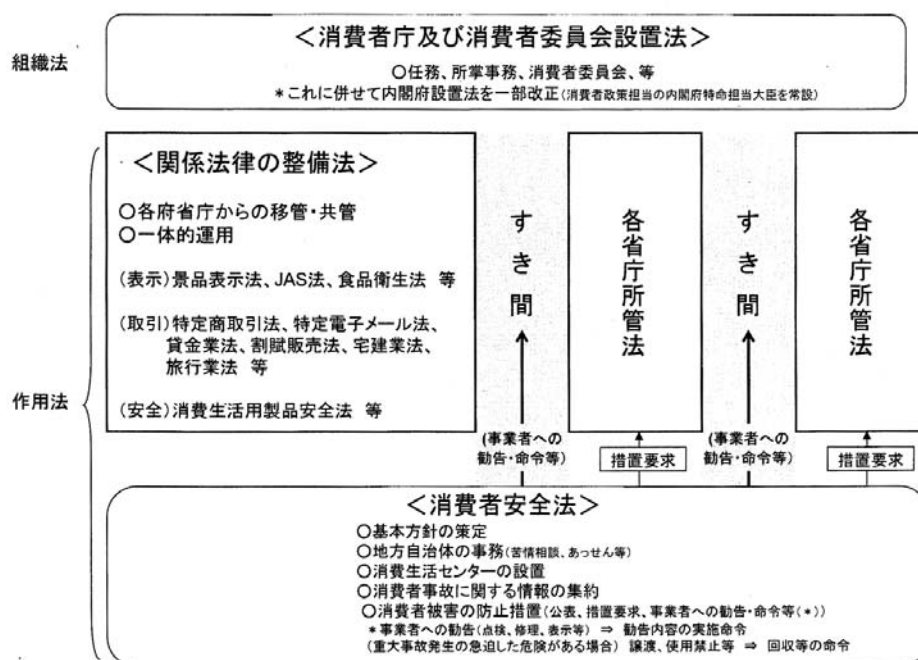 組織法
＜消費者庁及び消費者委員会設置法＞
○任務、所掌事務、消費者委員会、等
＊これに併せて内閣府設置法を一部改正(消費者政策担当の内閣府特命担当大臣を常設)
作用法
＜関係法律の整備法＞
○各府省庁からの移管・共管
○一体的運用
(表示)景品表示法、JAS法、食品衛生法 等
(取引)特定商取引法、特定電子メール法、
貸金業法、割賦販売法、宅建業法、
旅行業法 等
(安全)消費生活用製品安全法 等
すき間
(事業者への
勧告・命令等)
各省庁所管法
措置要求
すき間
(事業者への
勧告・命令等)
各省庁所管法
措置要求
＜消費者安全法＞
○基本方針の策定
○地方自治体の事務(苦情相談、あっせん等)
○消費生活センターの設置
○消費者事故に関する情報の集約
○消費者被害の防止措置(公表、措置要求、事業者への勧告・命令等(＊))
＊事業者への勧告(点検、修理、表示等) ⇒ 勧告内容の実施命令
(重大事故発生の急迫した危険がある場合) 譲渡、使用禁止等 ⇒ 回収等の命令